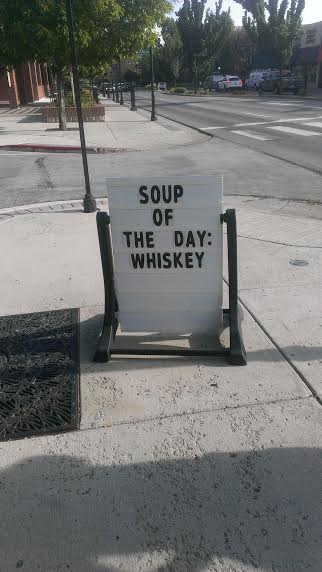 SOUP
OF
THE DAY:
WHISKEY